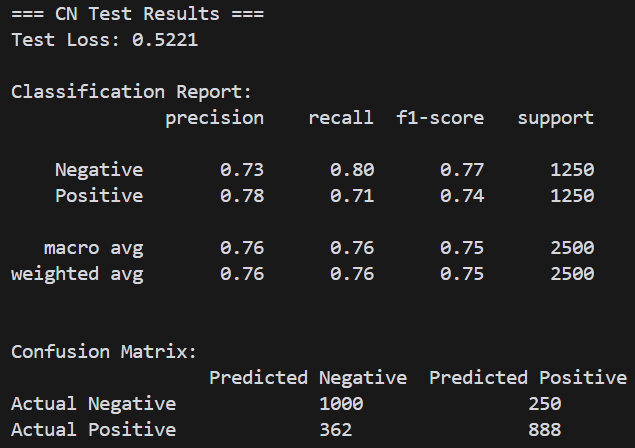 === CN Test Results ===
Test Loss: 0.5221
Classification Report:
precision recall f1-score support
Negative 0.73 0.80 0.77 1250
Positive 0.78 0.71 0.74 1250
macro avg 0.76 0.76 0.75 2500
weighted avg 0.76 0.76 0.75 2500
Confusion Matrix:
Predicted Negative Predicted Positive
Actual Negative 1000 250
Actual Positive 362 888